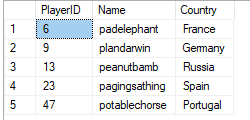 PlayerID Name Country
1 6 padelephant France
2 9 plandarwin Germany
3 13 peanutbamb Russia
4 23 pagingsathing Spain
5 47 potablechorse Portugal